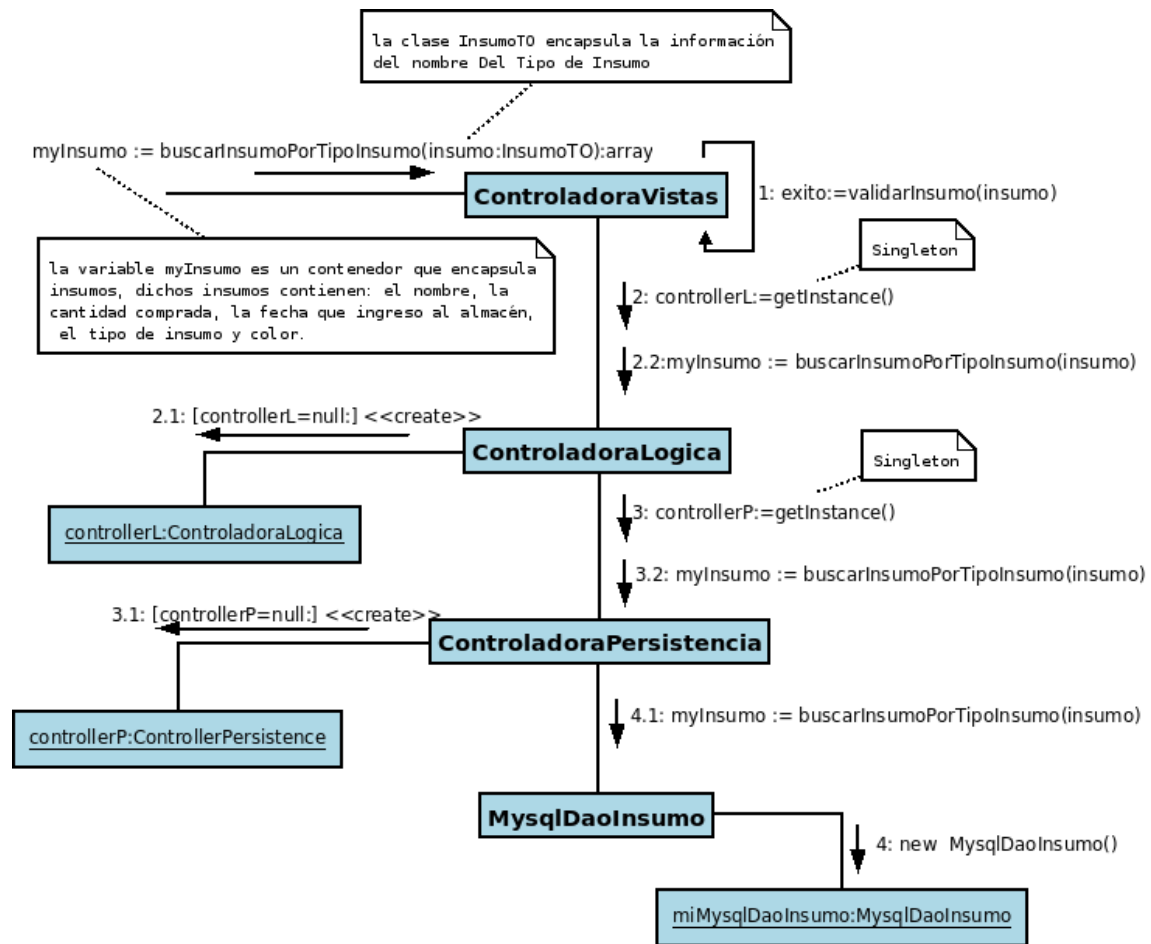 la clase InsumoTO encapsula la información
del nombre Del Tipo de Insumo
myInsumo := buscarInsumoPorTipoInsumo(insumo:InsumoTO):array
ControladoraVistas
1: exito:=validarInsumo(insumo)
Singleton
la variable myInsumo es un contenedor que encapsula
insumos, dichos insumos contienen: el nombre, la
cantidad comprada, la fecha que ingreso al almacén,
el tipo de insumo y color.
2: controllerL:=getInstance()
2.2:myInsumo := buscarInsumoPorTipoInsumo(insumo)
2.1: [controllerL=null:] <<create>>
ControladoraLogica
Singleton
controllerL:ControladoraLogica
3: controllerP:=getInstance()
3.2: myInsumo := buscarInsumoPorTipoInsumo(insumo)
3.1: [controllerP=null:] <<create>>
ControladoraPersistencia
controllerP:ControllerPersistence
4.1: myInsumo := buscarInsumoPorTipoInsumo(insumo)
MysqlDaoInsumo
4: new  MysqlDaoInsumo()
miMysqlDaoInsumo:MysqlDaoInsumo